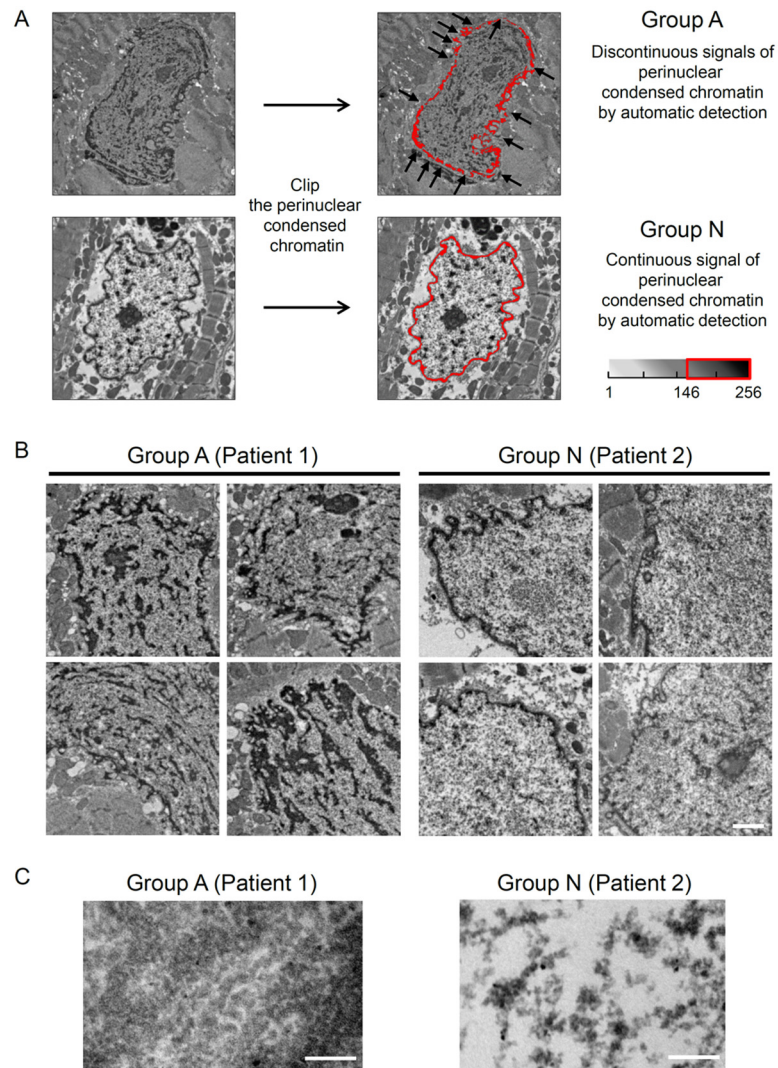 A
Group A
Discontinuous signals of
perinuclear
condensed chromatin
by automatic detection
Clip
the perinuclear
condensed
chromatin
Group N
Continuous signal of
perinuclear
condensed chromatin
by automatic detection
1 146 256
B
Group A (Patient 1)
Group N (Patient 2)
C
Group A (Patient 1)
Group N (Patient 2)